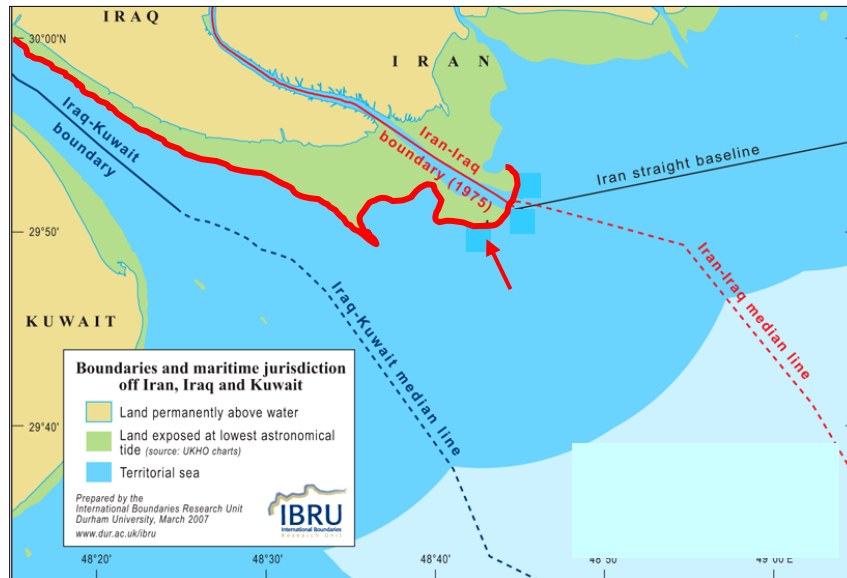 IRAQ
30°00'N
I R A N
Iraq-Kuwait
boundary
Iran-Iraq
boundary (1975)
Iran straight baseline
29°50'
Iraq-Kuwait median line
Iran-Iraq median line
KUWAIT
Boundaries and maritime jurisdiction
off Iran, Iraq and Kuwait
Land permanently above water
Land exposed at lowest astronomical
tide (source: UKHO charts)
Territorial sea
Prepared by the
International Boundaries Research Unit
Durham University, March 2007
www.dur.ac.uk/ibru
IBRU
International Boundaries
Research Unit
29°40'
48°20'
48°30'
48°40'
48°50'
49°00'E